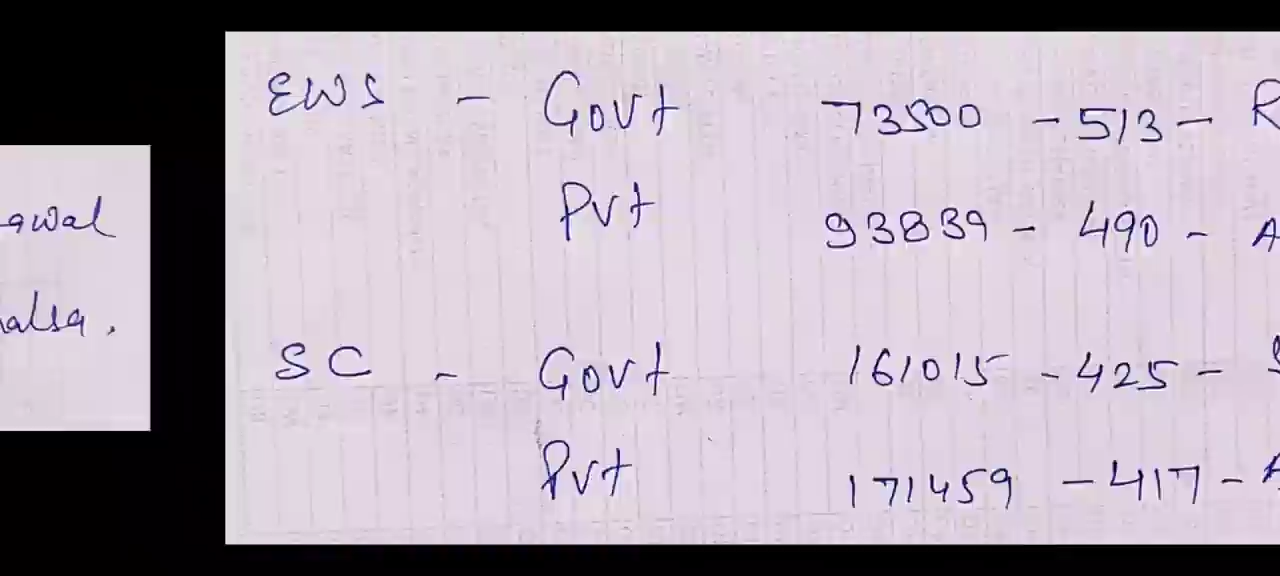 awal
alsa.
EWS - Govt 73500 - 513 - R
Pvt 93839 - 490 - A
SC - Govt 161015 - 425 - S
Pvt 171459 - 417 - A